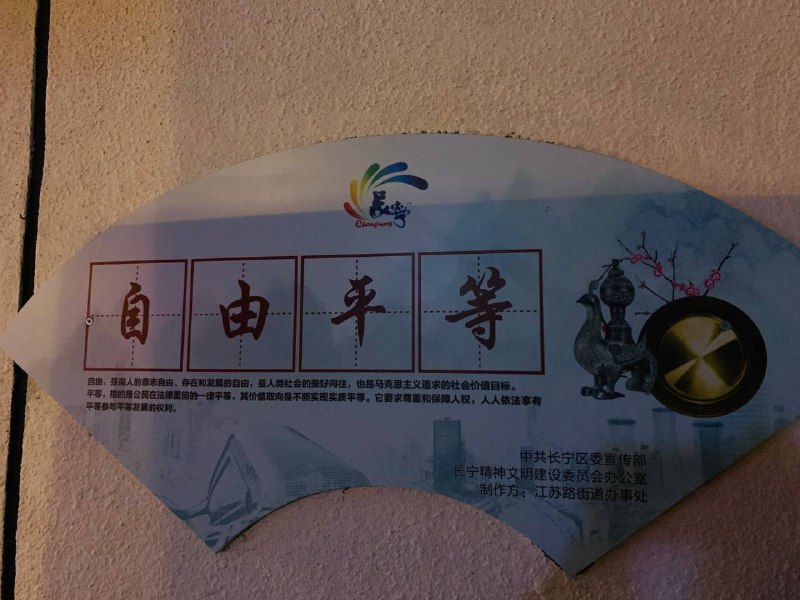 长宁
Changning
自由平等
自由，是指人的意志自由、存在和发展的自由，是人类社会的美好向往，也是马克思主义追求的社会价值目标。
平等，指的是公民在法律面前的一律平等，其价值取向是不断实现实质平等。它要求尊重和保障人权，人人依法享有
平等参与平等发展的权利。
中共长宁区委宣传部
长宁精神文明建设委员会办公室
制作方：江苏路街道办事处